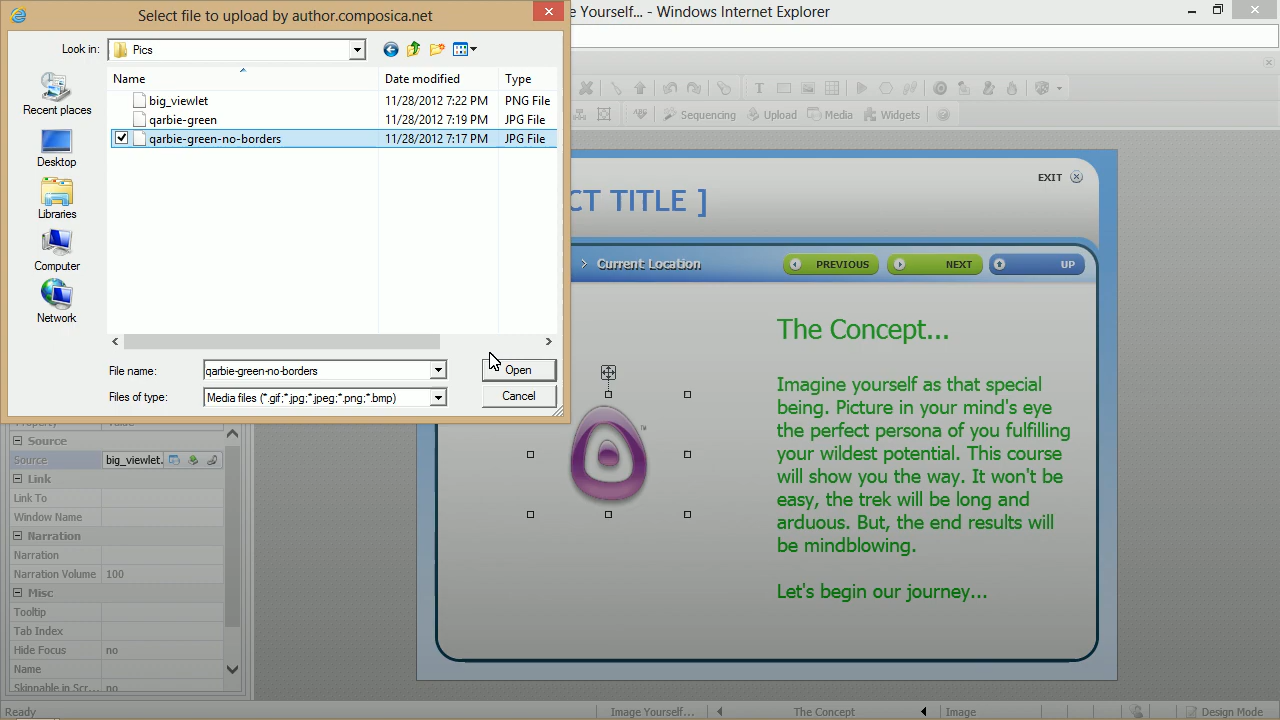 Select file to upload by author.composica.net
e Yourself... - Windows Internet Explorer
Look in:
Pics
Name
Date modified
Type
big_viewlet
11/28/2012 7:22 PM
PNG File
qarbie-green
11/28/2012 7:19 PM
JPG File
qarbie-green-no-borders
11/28/2012 7:17 PM
JPG File
Recent places
Desktop
Libraries
Computer
Network
File name:
qarbie-green-no-borders
Open
Files of type:
Media files (*.gif;*.jpg;*.jpeg;*.png;*.bmp)
Cancel
Sequencing
Upload
Media
Widgets
EXIT
CT TITLE ]
Current Location
PREVIOUS
NEXT
UP
The Concept...
Imagine yourself as that special
being. Picture in your mind's eye
the perfect persona of you fulfilling
your wildest potential. This course
will show you the way. It won't be
easy, the trek will be long and
arduous. But, the end results will
be mindblowing.
Let's begin our journey...
TM
Source
Source
big_viewlet.
Link
Link To
Window Name
Narration
Narration
Narration Volume
100
Misc
Tooltip
Tab Index
Hide Focus
no
Name
Skinnable in Scr...
no
Ready
Image Yourself...
The Concept
Image
Design Mode